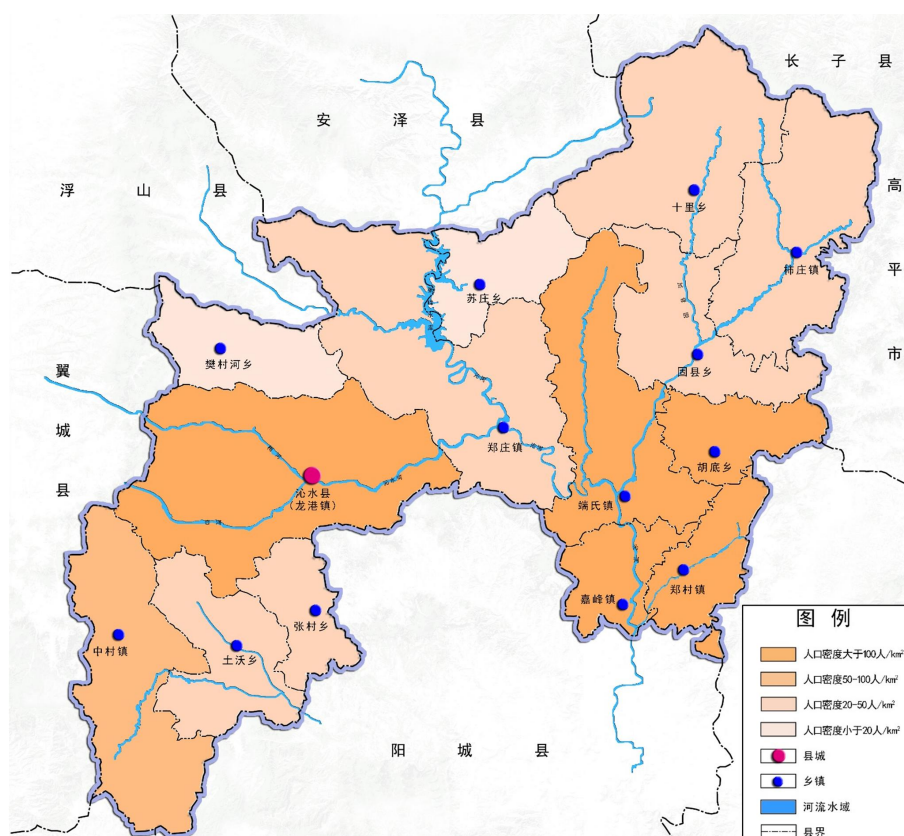 长子县
安泽县
浮山县
高平市
翼城县
阳城县
十里乡
柿庄镇
苏庄乡
樊村河乡
固县乡
郑庄镇
胡底乡
沁水县
(龙港镇)
端氏镇
郑村镇
嘉峰镇
张村乡
土沃乡
中村镇
图例
人口密度大于100人/km²
人口密度50-100人/km²
人口密度20-50人/km²
人口密度小于20人/km²
县城
乡镇
河流水域
县界